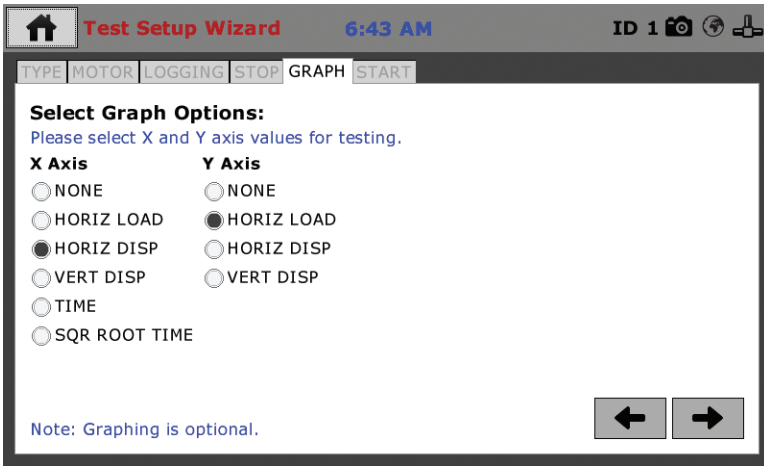 Test Setup Wizard 6:43 AM ID 1
TYPE MOTOR LOGGING STOP GRAPH START
Select Graph Options:
Please select X and Y axis values for testing.
X Axis Y Axis
NONE NONE
HORIZ LOAD HORIZ LOAD
HORIZ DISP HORIZ DISP
VERT DISP VERT DISP
TIME
SQR ROOT TIME
Note: Graphing is optional.